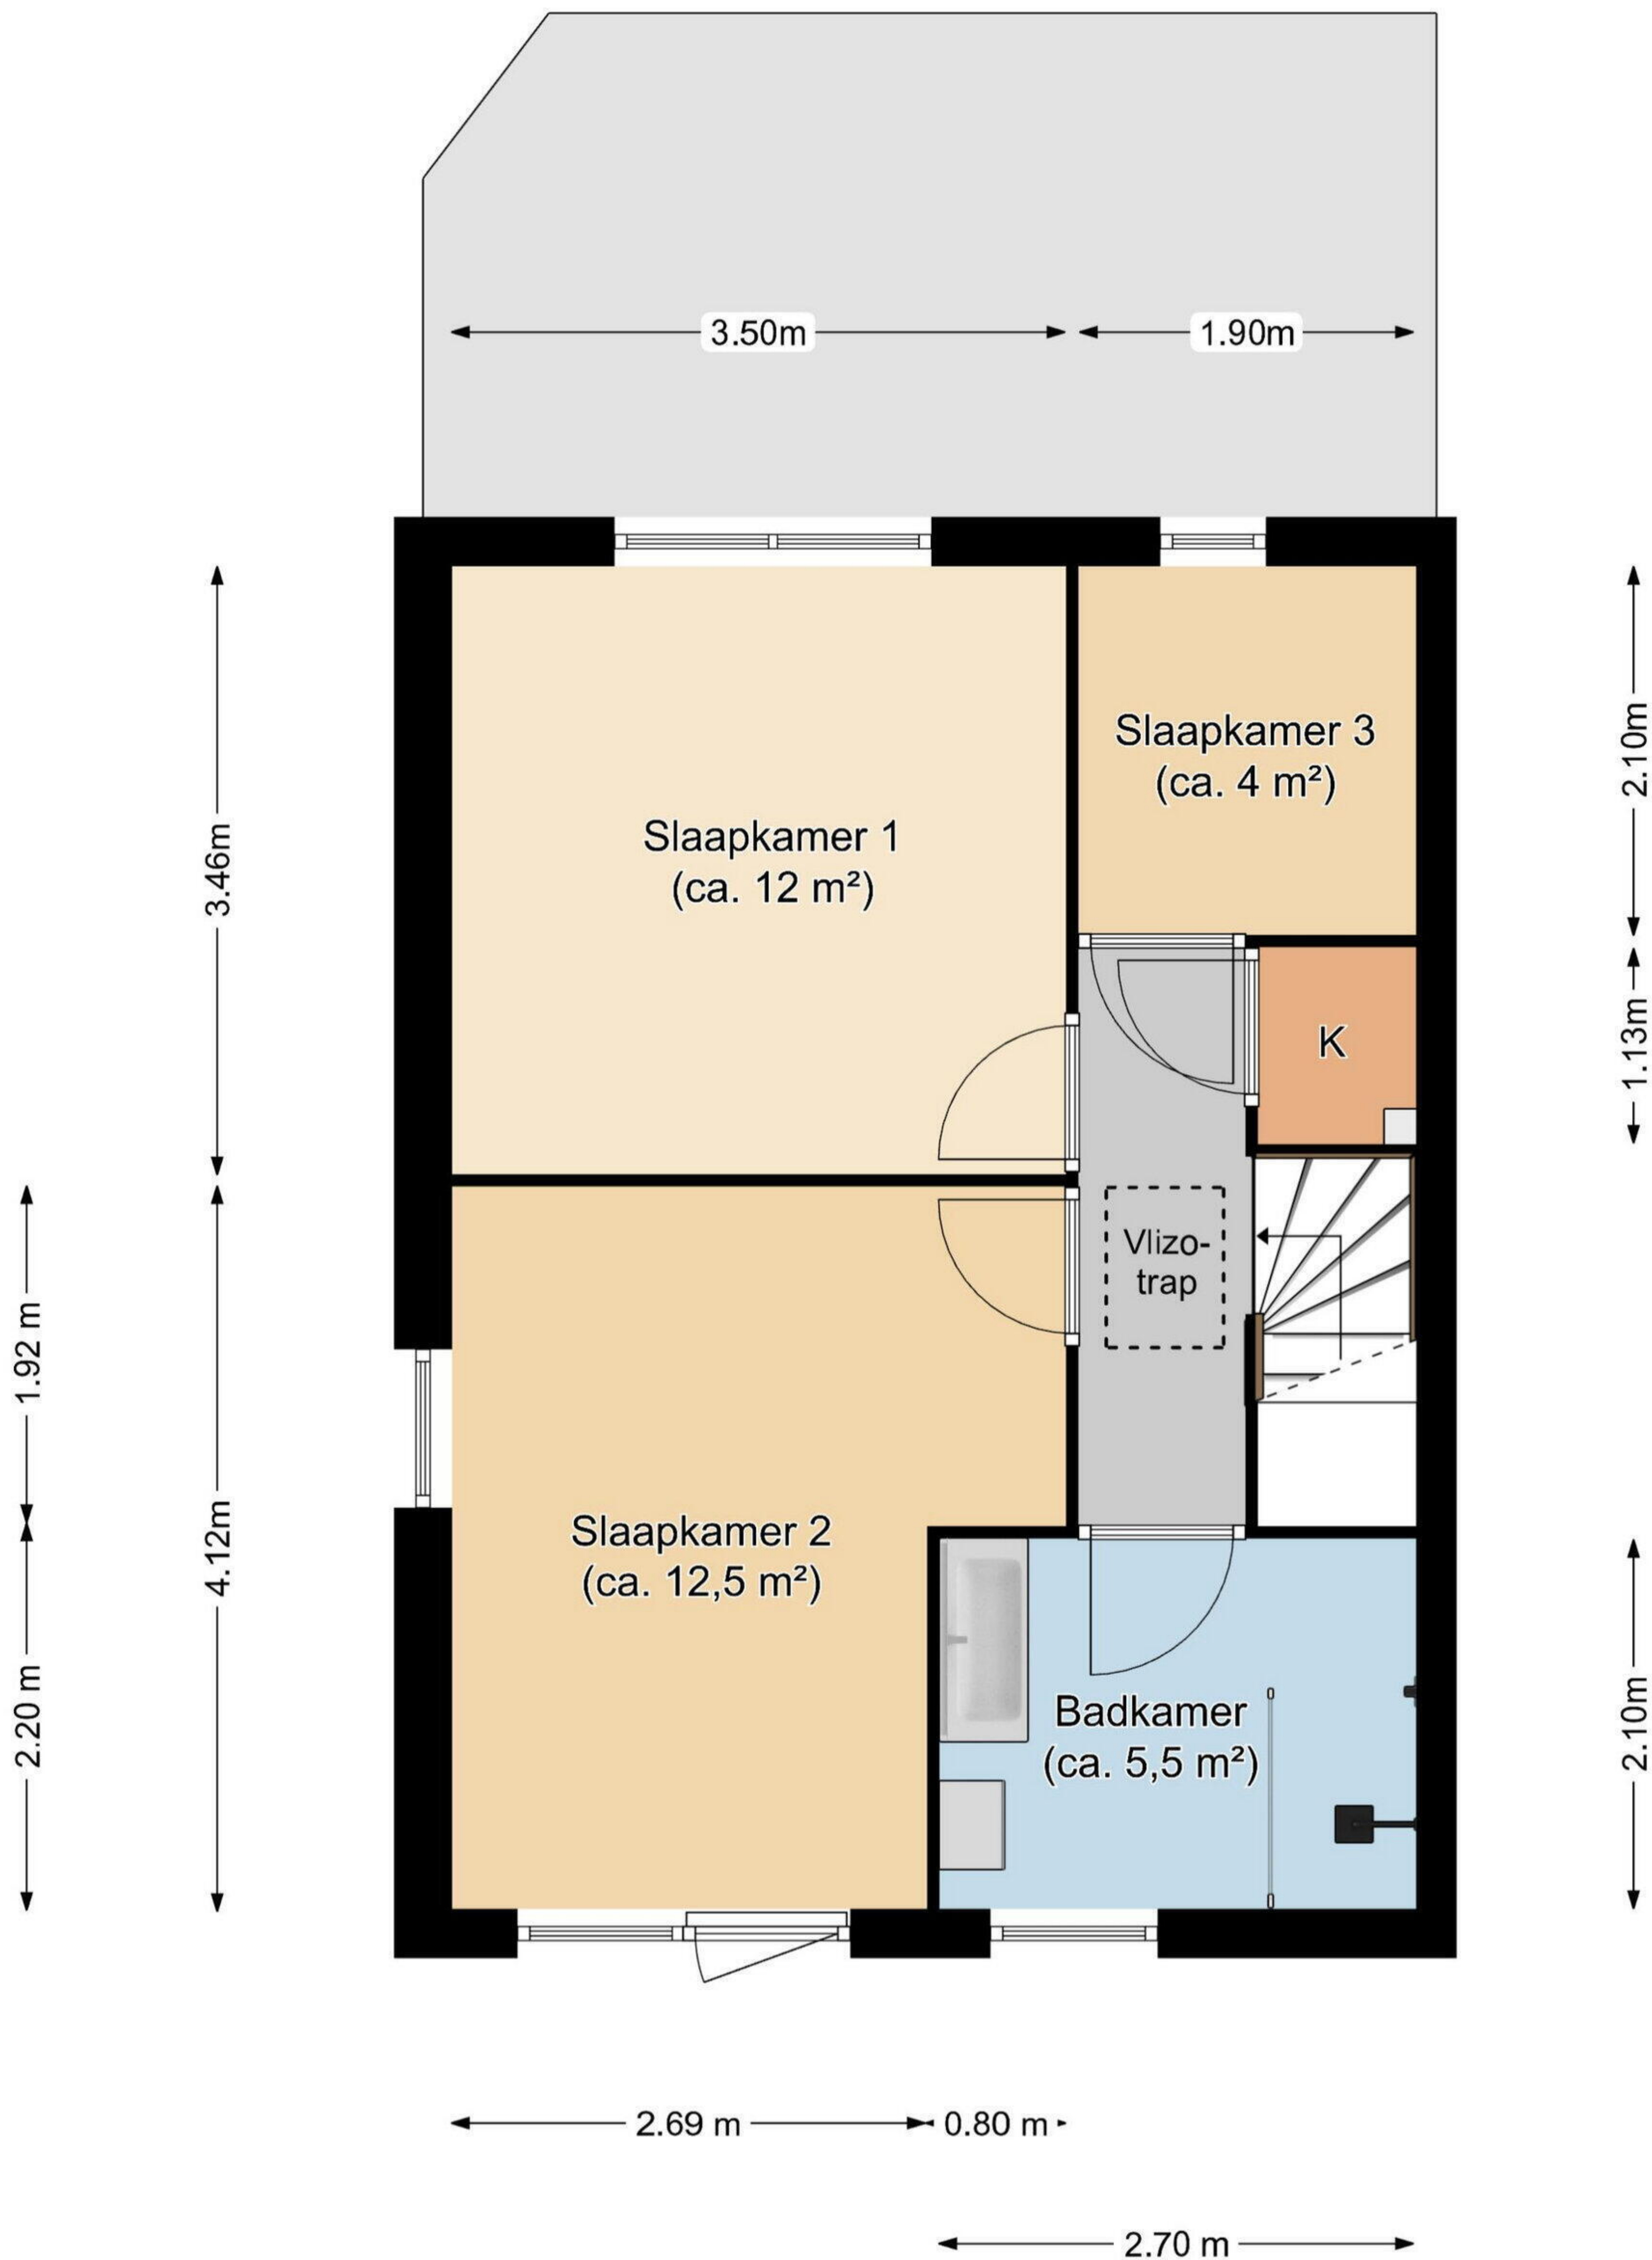 3.50m
1.90m
Slaapkamer 3
(ca. 4 m²)
2.10m
Slaapkamer 1
(ca. 12 m²)
3.46m
K
1.13m
Vlizo-
trap
1.92 m
4.12m
Slaapkamer 2
(ca. 12,5 m²)
2.20 m
Badkamer
(ca. 5,5 m²)
2.10m
2.69 m
0.80 m
2.70 m